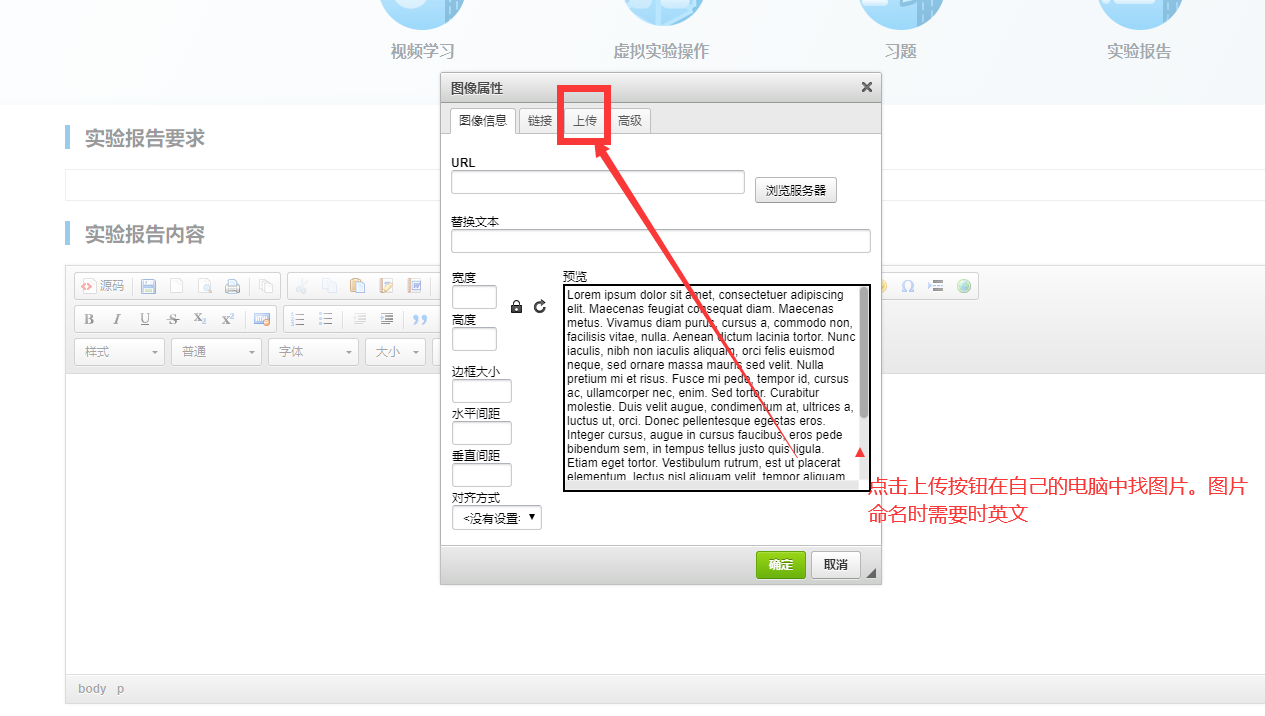 视频学习
虚拟实验操作
习题
实验报告
图像属性
图像信息
链接
上传
高级
实验报告要求
URL
浏览服务器
替换文本
实验报告内容
源码
B I U S X₂ X²
样式
普通
字体
大小
宽度
高度
边框大小
水平间距
垂直间距
对齐方式
<没有设置:
预览
Lorem ipsum dolor sit amet, consectetuer adipiscing
elit. Maecenas feugiat consequat diam. Maecenas
metus. Vivamus diam purus, cursus a, commodo non,
facilisis vitae, nulla. Aenean dictum lacinia tortor. Nunc
iaculis, nibh non iaculis aliquam, orci felis euismod
neque, sed ornare massa mauris sed velit. Nulla
pretium mi et risus. Fusce mi pede, tempor id, cursus
ac, ullamcorper nec, enim. Sed tortor. Curabitur
molestie. Duis velit augue, condimentum at, ultrices a,
luctus ut, orci. Donec pellentesque egestas eros.
Integer cursus, augue in cursus faucibus, eros pede
bibendum sem, in tempus tellus justo quis ligula.
Etiam eget tortor. Vestibulum rutrum, est ut placerat
elementum, lectus nisl aliquam velit, tempor aliquam
点击上传按钮在自己的电脑中找图片。图片
命名时需要时英文
确定
取消
body p